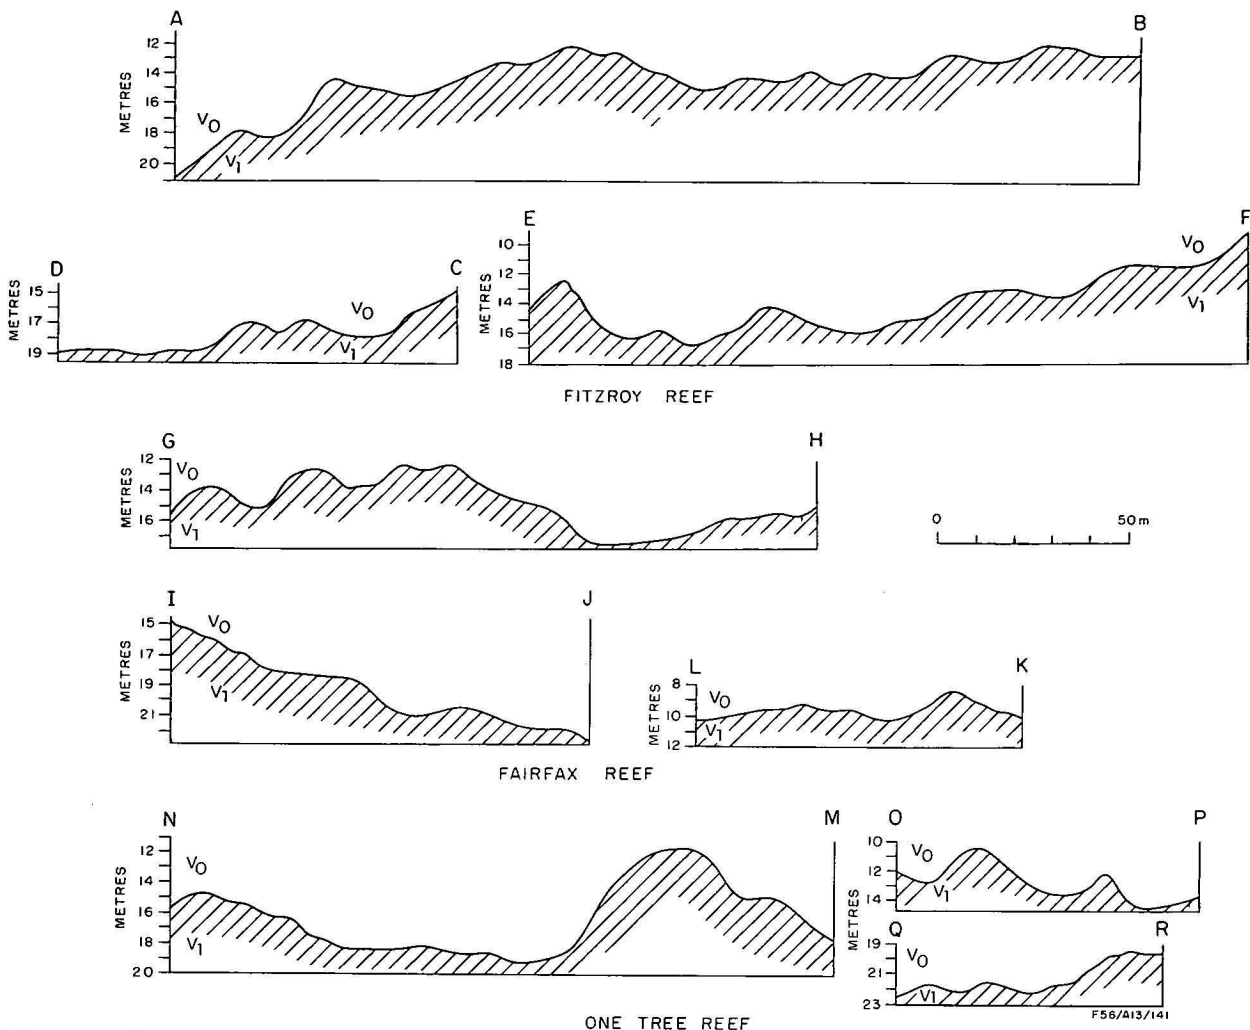 A B
METRES
12
14
16
18
20
V0
V1
D C
METRES
15
17
19
V0
V1
E F
METRES
10
12
14
16
18
V0
V1
FITZROY REEF
G H
METRES
12
14
16
V0
V1
0 50 m
I J
METRES
15
17
19
21
V0
V1
L K
METRES
8
10
12
V0
V1
FAIRFAX REEF
N M
METRES
12
14
16
18
20
V0
V1
O P
METRES
10
12
14
V0
V1
Q R
19
21
23
V0
V1
F56/A13/141
ONE TREE REEF